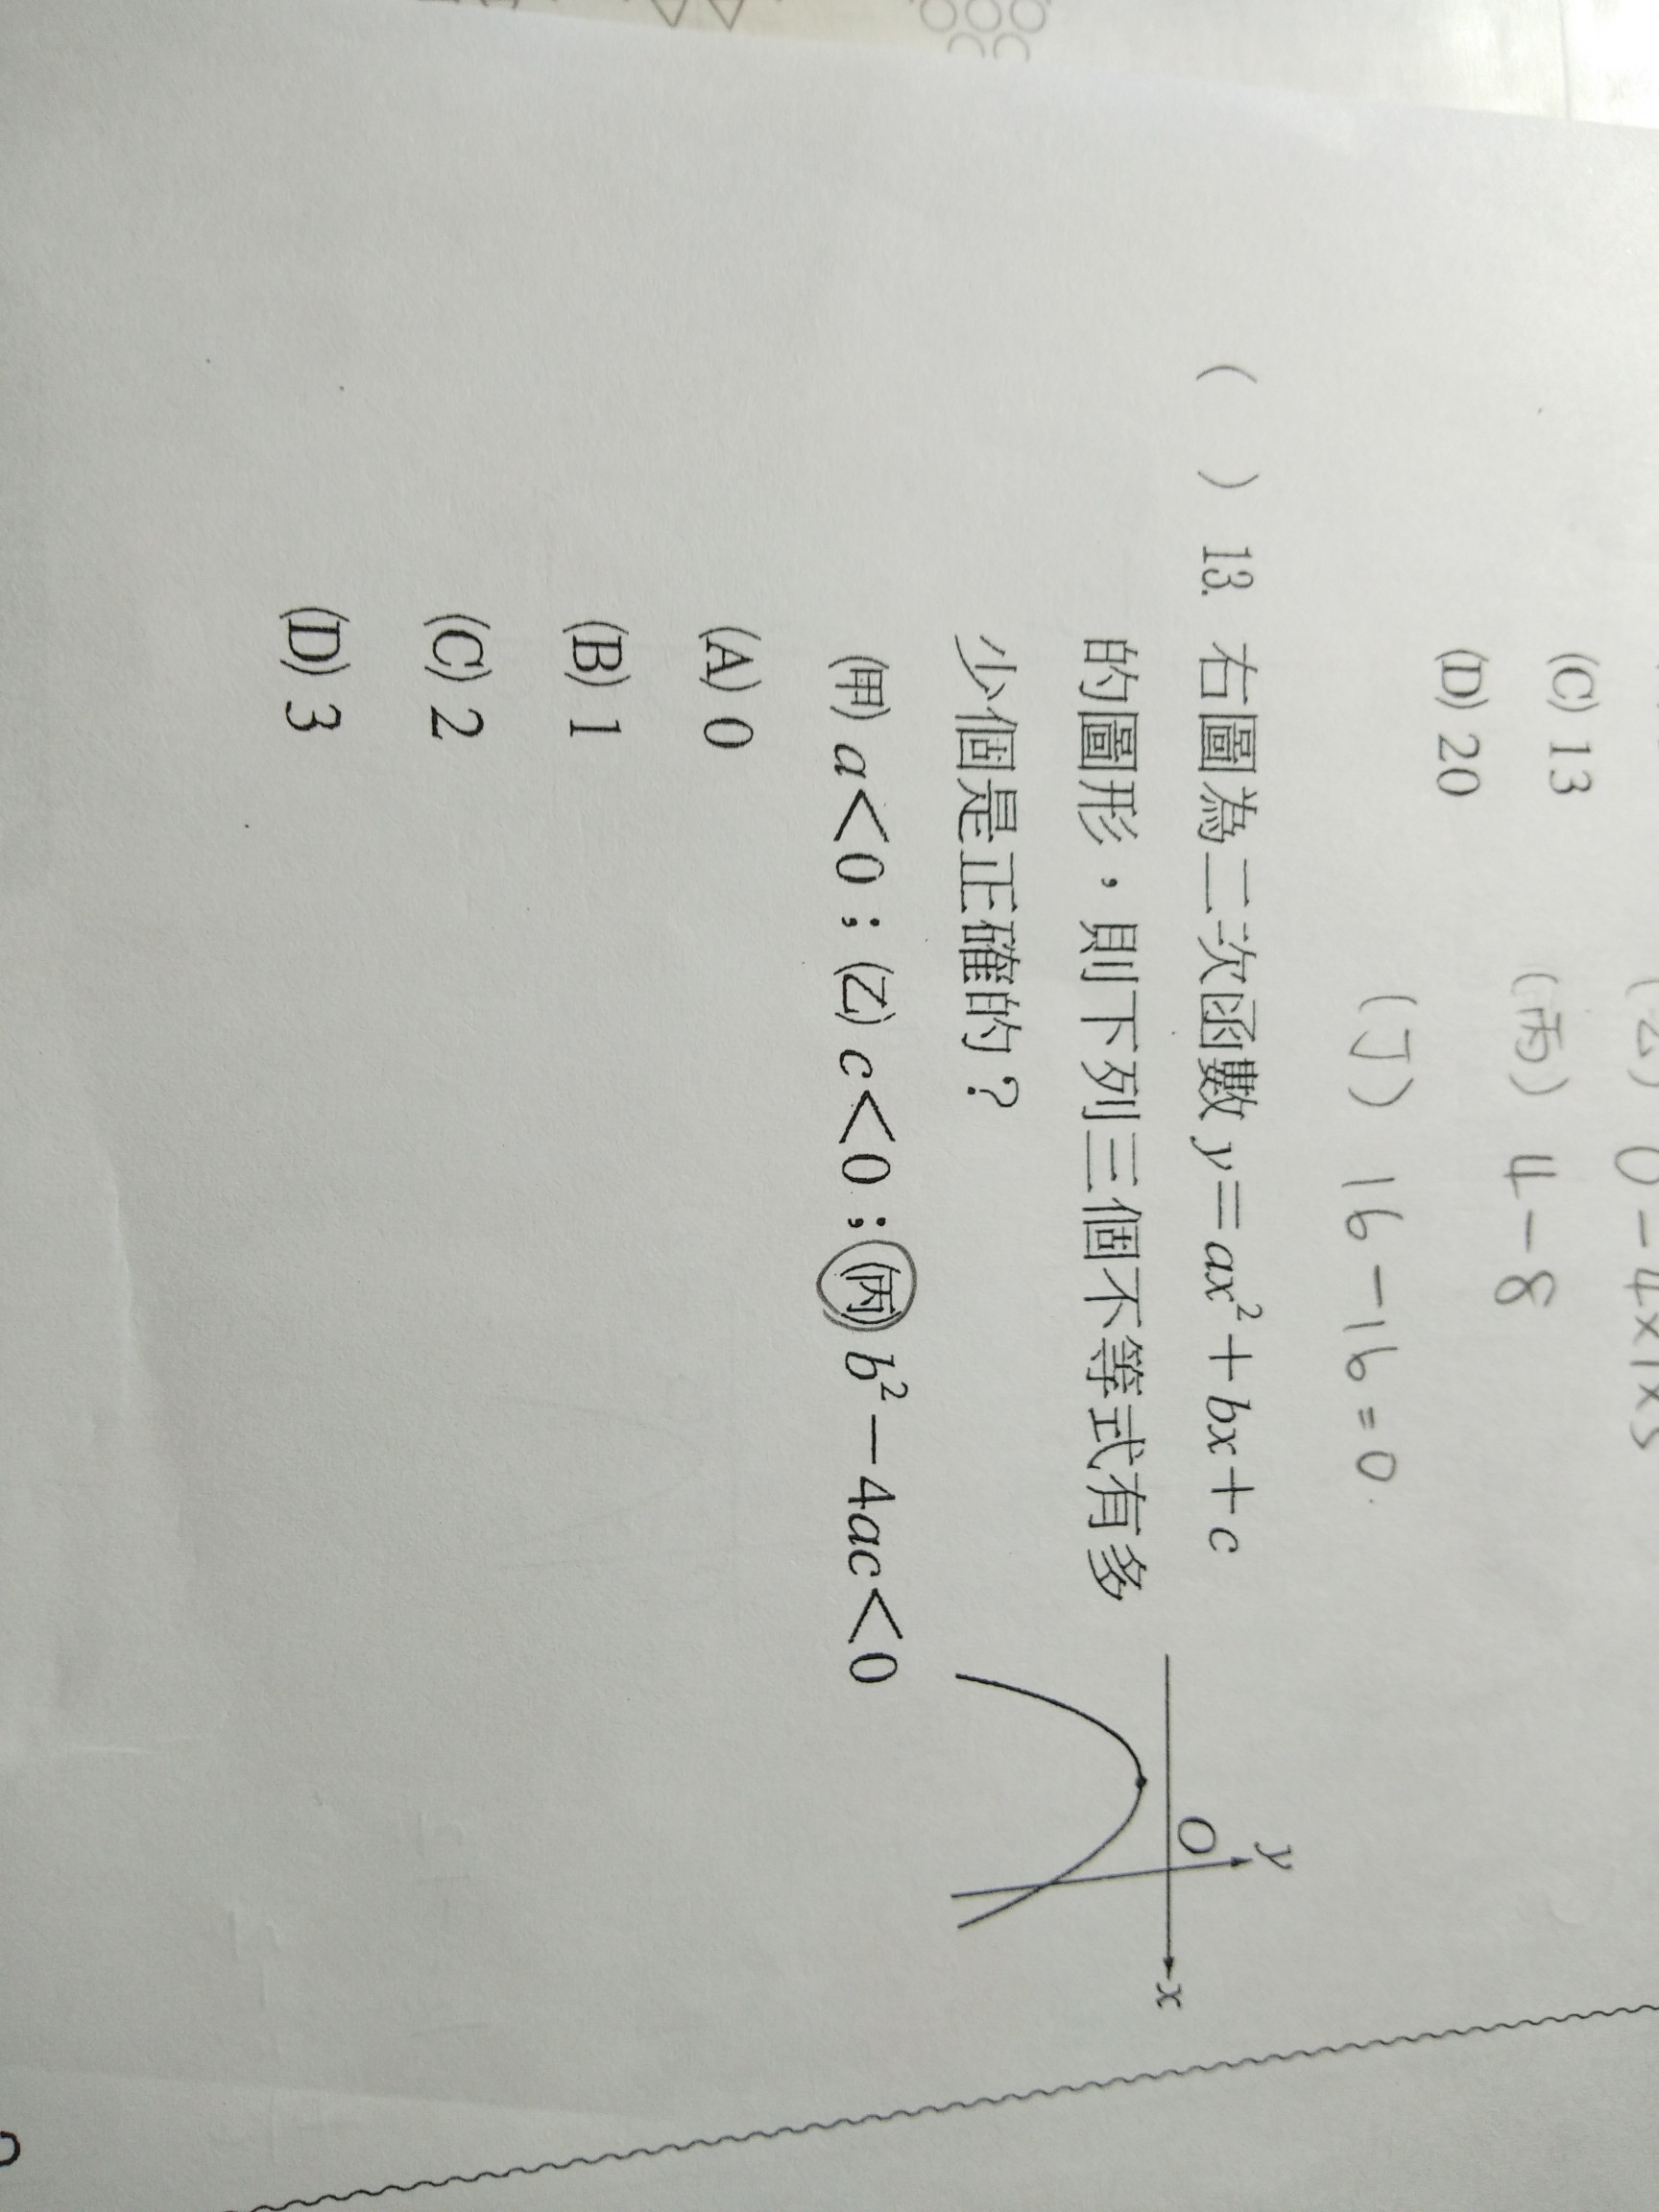 (C) 13
(D) 20
(丙) 4－8
(丁) 16－16=0
( ) 13. 右圖為二次函數 y＝ax²＋bx＋c
的圖形，則下列三個不等式有多
少個是正確的？
(甲) a＜0；(乙) c＜0；(丙) b²－4ac＜0
(A) 0
(B) 1
(C) 2
(D) 3
y
O
x